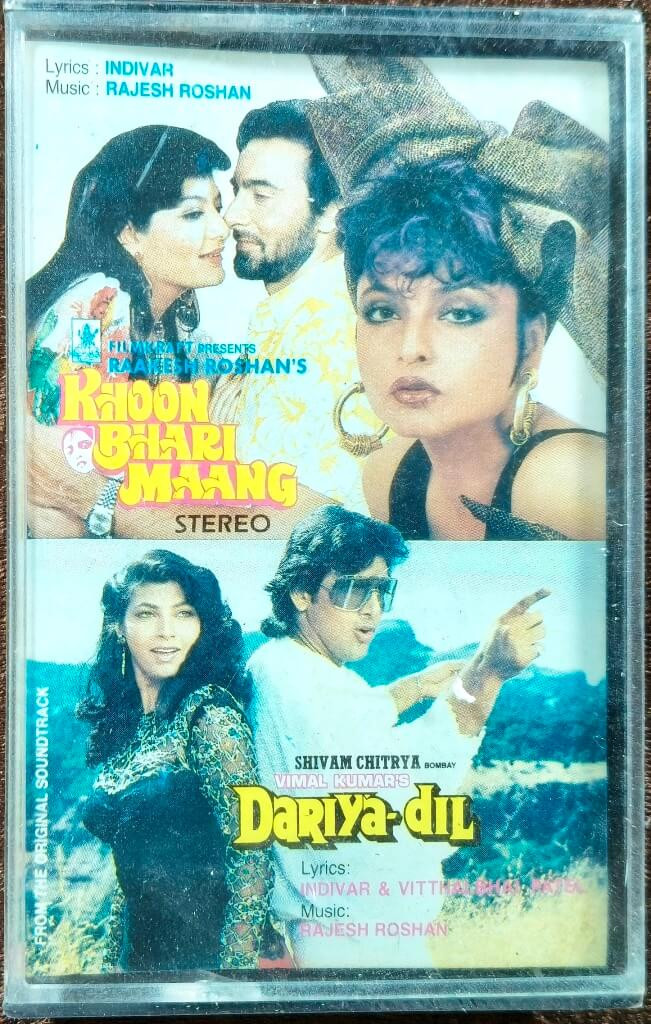 Lyrics : INDIVAR
Music : RAJESH ROSHAN
FILMKRAFT PRESENTS
RAAKESH ROSHAN'S
KHOON
BHARI
MAANG
STEREO
FROM THE ORIGINAL SOUNDTRACK
SHIVAM CHITRYA BOMBAY
VIMAL KUMAR'S
DARIYA-DIL
Lyrics:
INDIVAR & VITTHALBHAI PATEL
Music:
RAJESH ROSHAN